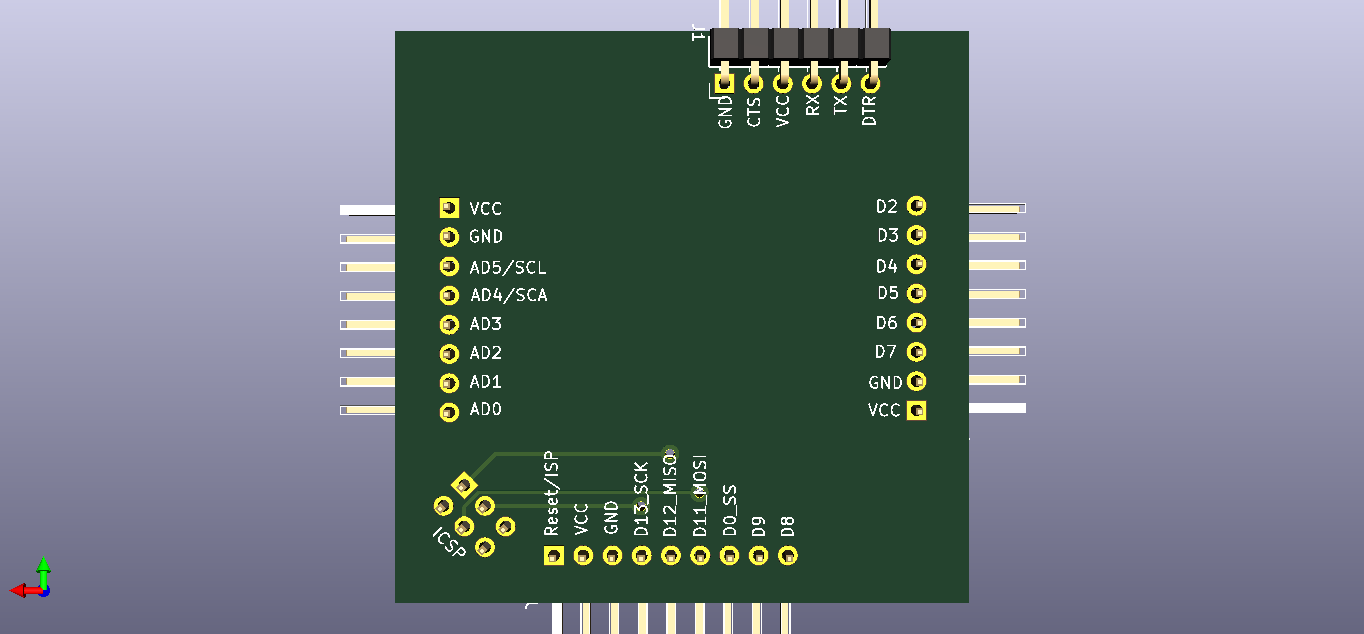 J1
GND
CTS
VCC
RX
TX
DTR
VCC
GND
AD5/SCL
AD4/SCA
AD3
AD2
AD1
AD0
D2
D3
D4
D5
D6
D7
GND
VCC
ICSP
Reset/ISP
VCC
GND
D13_SCK
D12_MISO
D11_MOSI
D0_SS
D9
D8